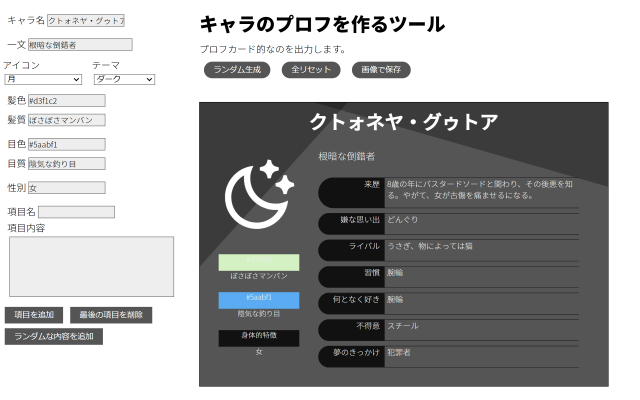 キャラ名 クトォネヤ・グゥトア
一文 根暗な倒錯者
アイコン テーマ
月 ダーク
髪色 #d3f1c2
髪質 ぼさぼさマンバン
目色 #5aabf1
目質 陰気な釣り目
性別 女
項目名
項目内容
項目を追加 最後の項目を削除
ランダムな内容を追加
キャラのプロフを作るツール
プロフカード的なのを出力します。
ランダム生成 全リセット 画像で保存
クトォネヤ・グゥトア
根暗な倒錯者
来歴 8歳の年にバスタードソードと関わり、その後悪を知
る。やがて、女が古傷を痛ませるになる。
嫌な思い出 どんぐり
ライバル うさぎ、物によっては猫
習慣 腕輪
何となく好き 腕輪
不得意 スチール
夢のきっかけ 犯罪者
ぼさぼさマンバン
#5aabf1
陰気な釣り目
身体的特徴
女